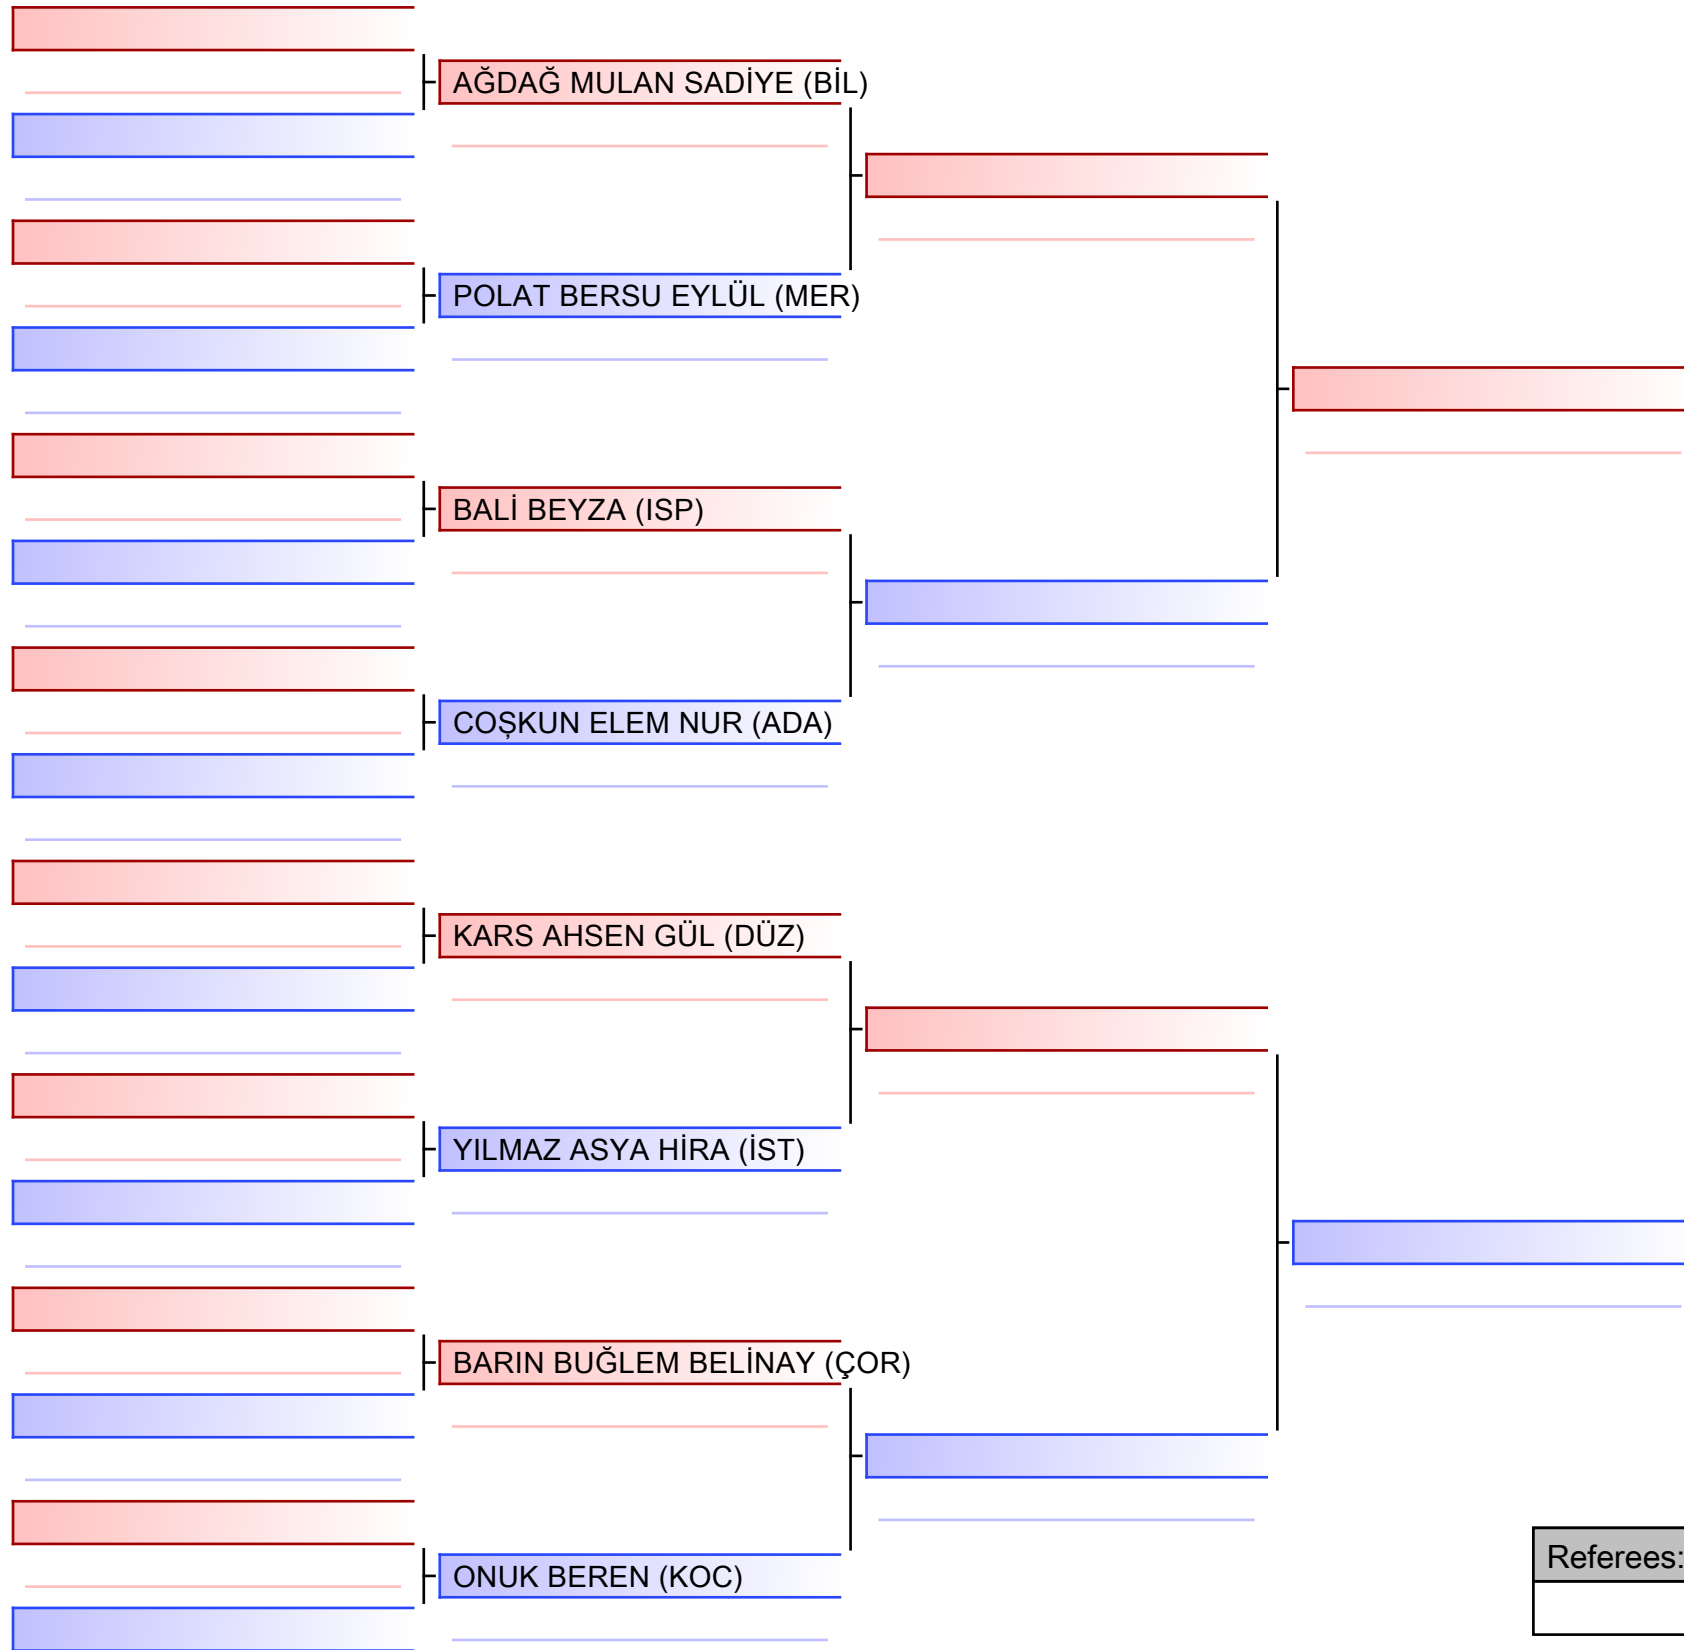 AĞDAĞ MULAN SADİYE (BİL)
POLAT BERSU EYLÜL (MER)
BALİ BEYZA (ISP)
COŞKUN ELEM NUR (ADA)
KARS AHSEN GÜL (DÜZ)
YILMAZ ASYA HİRA (İST)
BARIN BUĞLEM BELİNAY (ÇOR)
ONUK BEREN (KOC)
Referees: